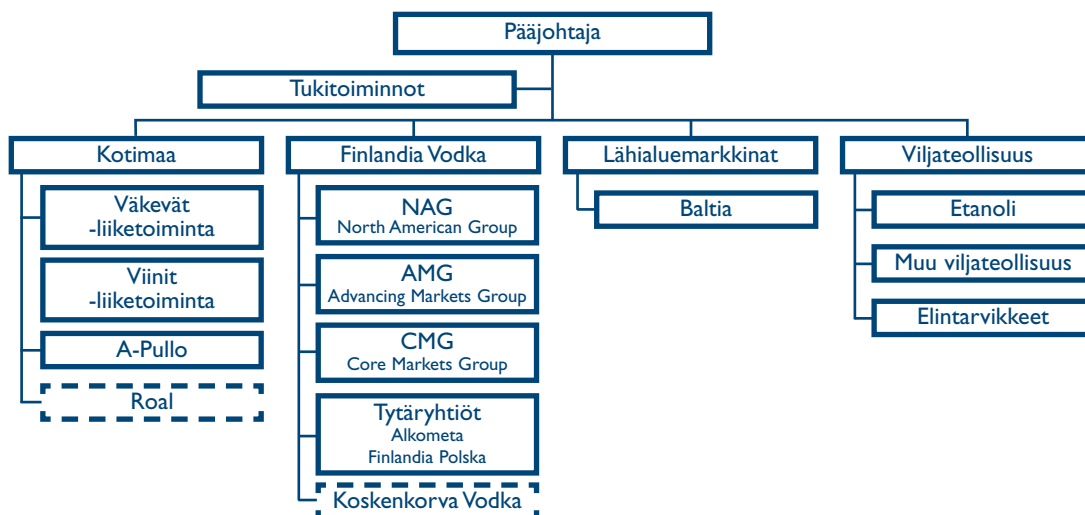 Pääjohtaja
Tukitoiminnot
Kotimaa
Väkevät
-liiketoiminta
Viinit
-liiketoiminta
A-Pullo
Roal
Finlandia Vodka
NAG
North American Group
AMG
Advancing Markets Group
CMG
Core Markets Group
Tytäryhtiöt
Alkometa
Finlandia Polska
Koskenkorva Vodka
Lähialuemarkkinat
Baltia
Viljateollisuus
Etanoli
Muu viljateollisuus
Elintarvikkeet